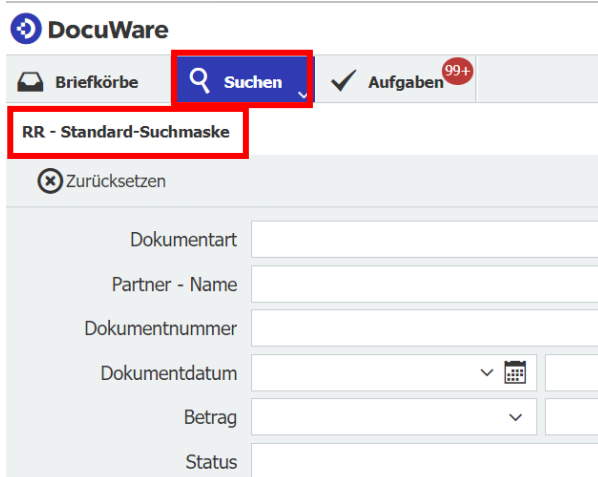 DocuWare
Briefkörbe Suchen Aufgaben 99+
RR - Standard-Suchmaske
Zurücksetzen
Dokumentart
Partner - Name
Dokumentnummer
Dokumentdatum
Betrag
Status